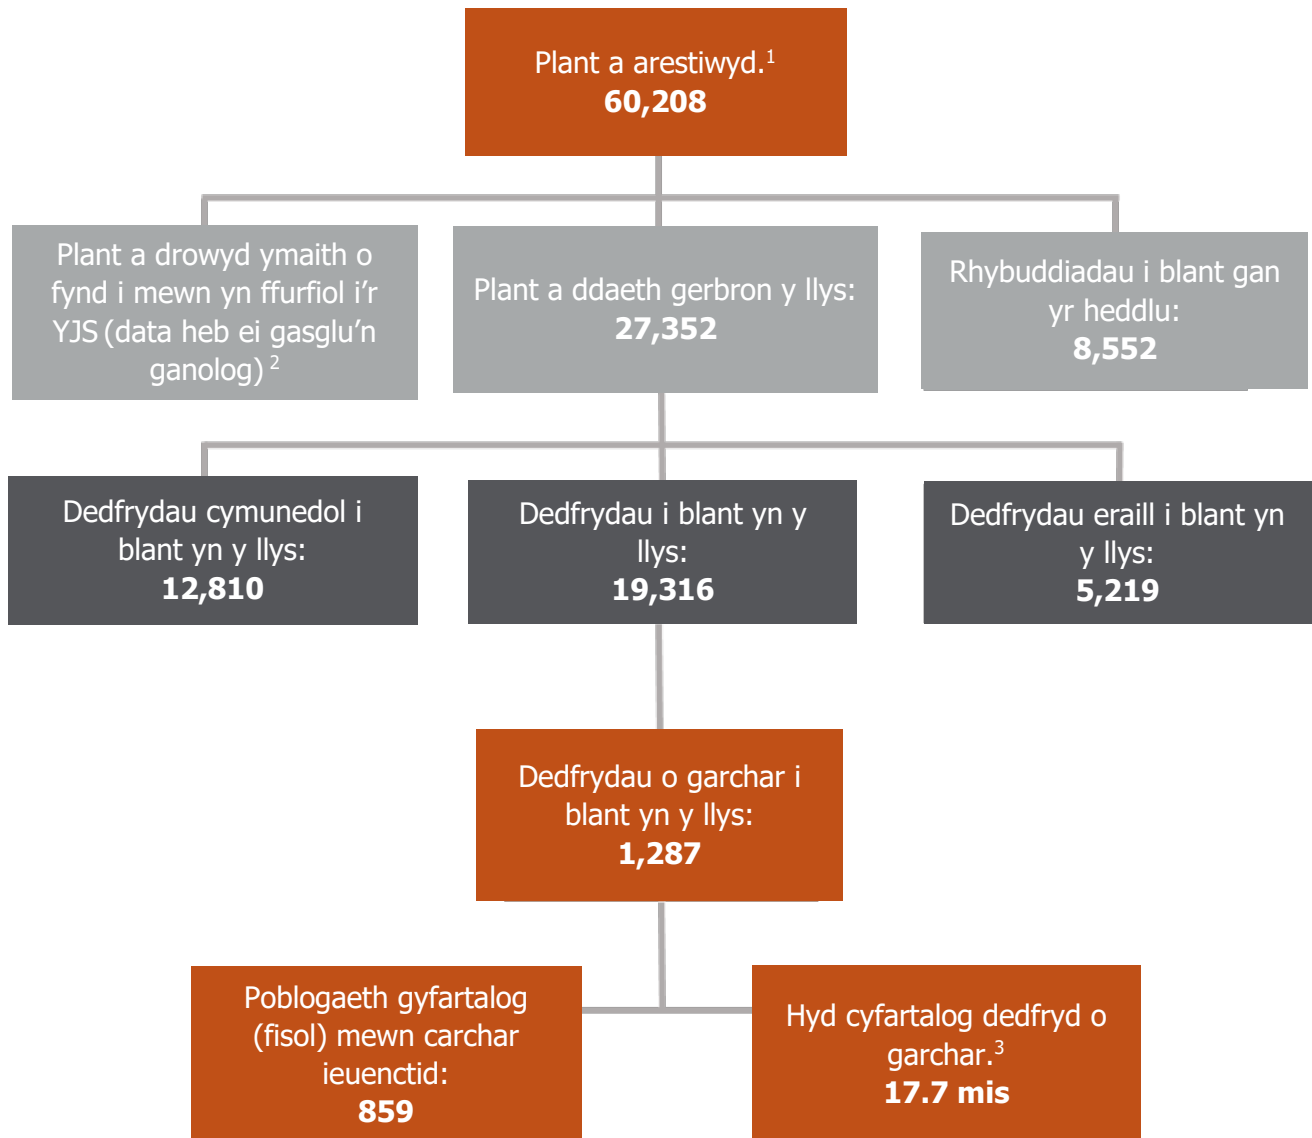 Plant a arestiwyd.¹
60,208
Plant a drowyd ymaith o
fynd i mewn yn ffurfiol i’r
YJS (data heb ei gasglu’n
ganolog) ²
Plant a ddaeth gerbron y llys:
27,352
Rhybuddiadau i blant gan
yr heddlu:
8,552
Dedfrydau cymunedol i
blant yn y llys:
12,810
Dedfrydau i blant yn y
llys:
19,316
Dedfrydau eraill i blant yn
y llys:
5,219
Dedfrydau o garchar i
blant yn y llys:
1,287
Poblogaeth gyfartalog
(fisol) mewn carchar
ieuenctid:
859
Hyd cyfartalog dedfryd o
garchar.³
17.7 mis